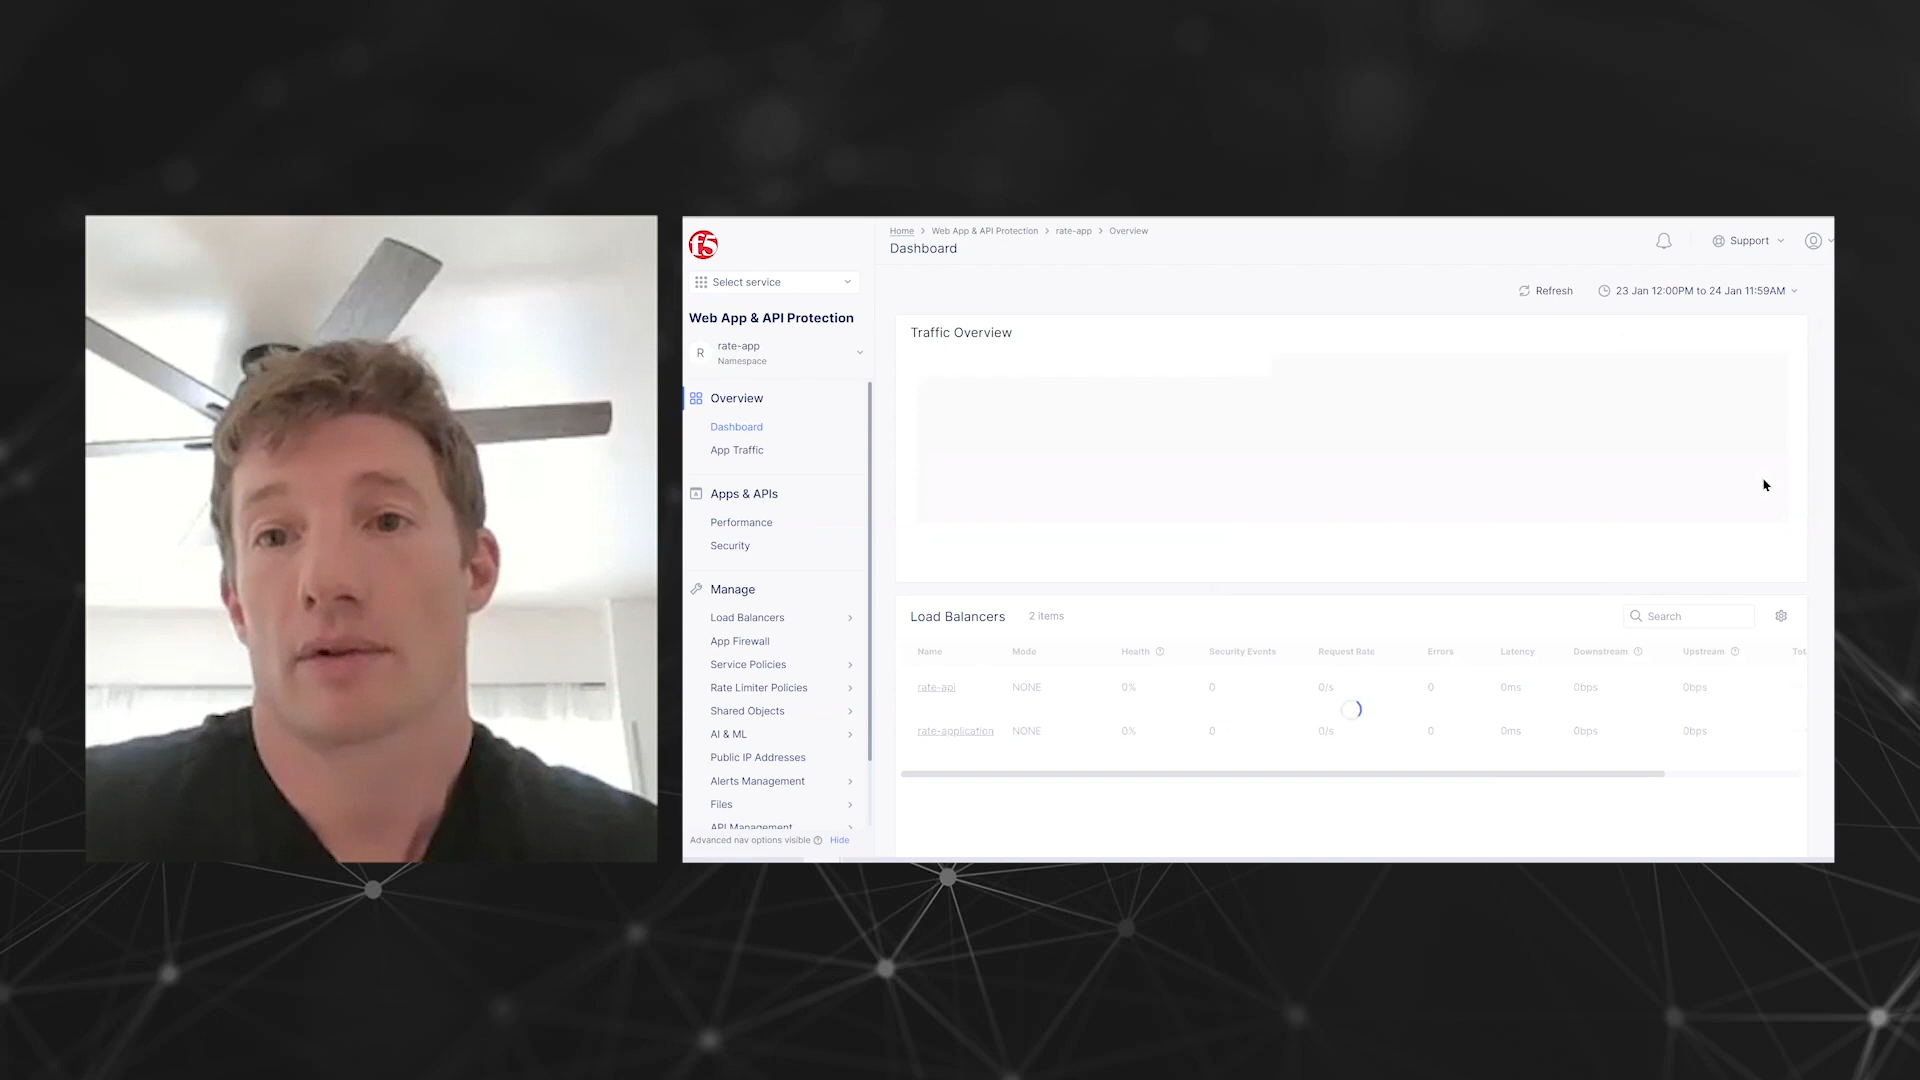 f5
Home > Web App & API Protection > rate-app > Overview
Dashboard
Support
Select service
Refresh
23 Jan 12:00PM to 24 Jan 11:59AM
Web App & API Protection
R
rate-app
Namespace
Overview
Dashboard
App Traffic
Apps & APIs
Performance
Security
Manage
Load Balancers
App Firewall
Service Policies
Rate Limiter Policies
Shared Objects
AI & ML
Public IP Addresses
Alerts Management
Files
API Management
Advanced nav options visible Hide
Traffic Overview
Load Balancers 2 items
Search
Name Mode Health Security Events Request Rate Errors Latency Downstream Upstream Tot
rate-api NONE 0% 0 0/s 0 0ms 0bps 0bps
rate-application NONE 0% 0 0/s 0 0ms 0bps 0bps